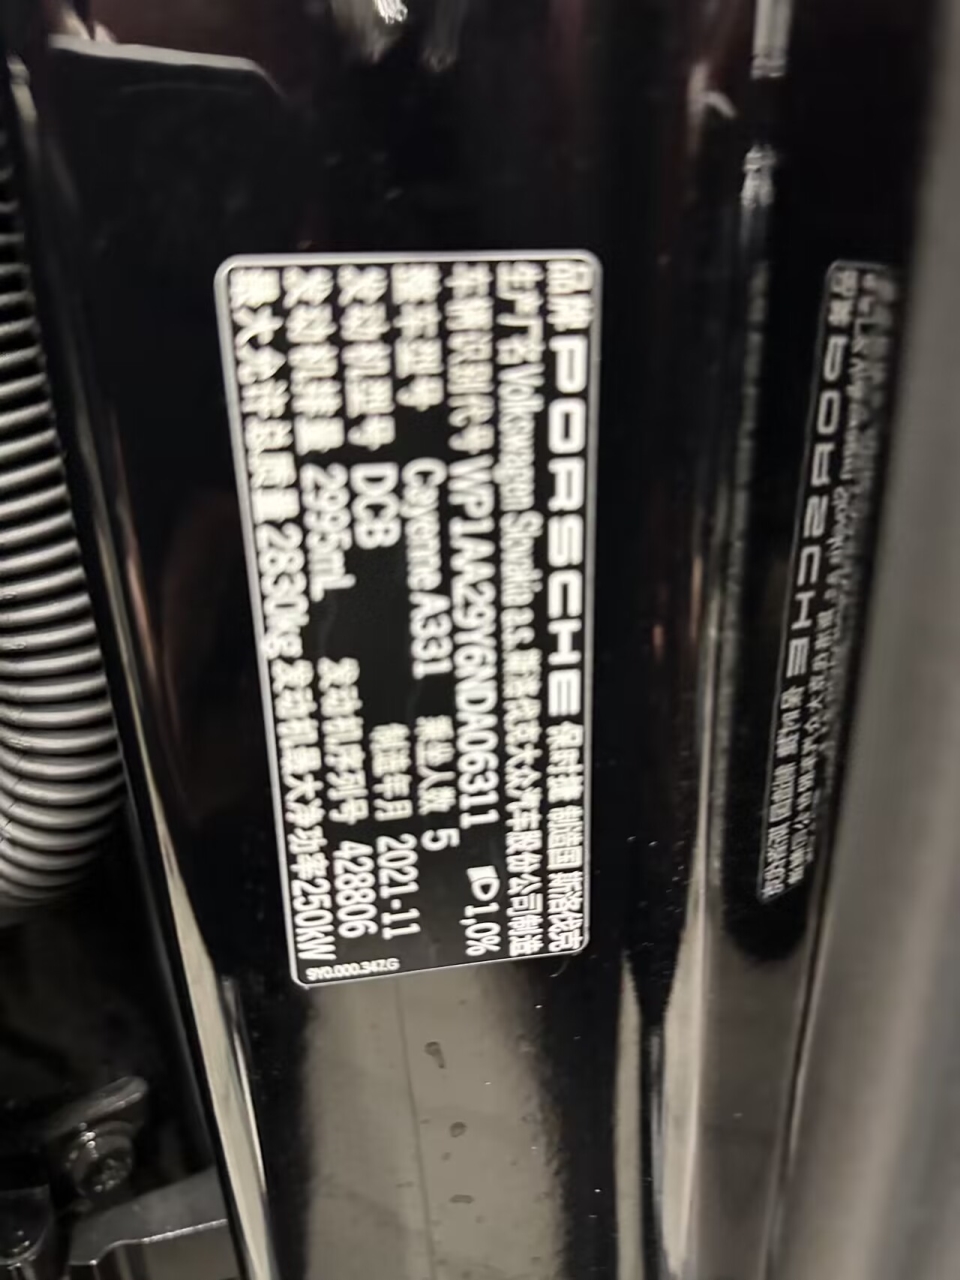 品牌 PORSCHE 保时捷 制造国 斯洛伐克
生产厂名 Volkswagen Slovakia a.s. 斯洛伐克大众汽车股份公司制造
车辆识别代号 WP1AA29Y6NDA06311 1,0%
整车型号 Cayenne A331 乘坐人数 5
发动机型号 DCB 制造年月 2021-11
发动机排量 2995mL 发动机序列号 428806
最大允许总质量 2830kg 发动机最大净功率 250kW
9Y0.000.34ZG